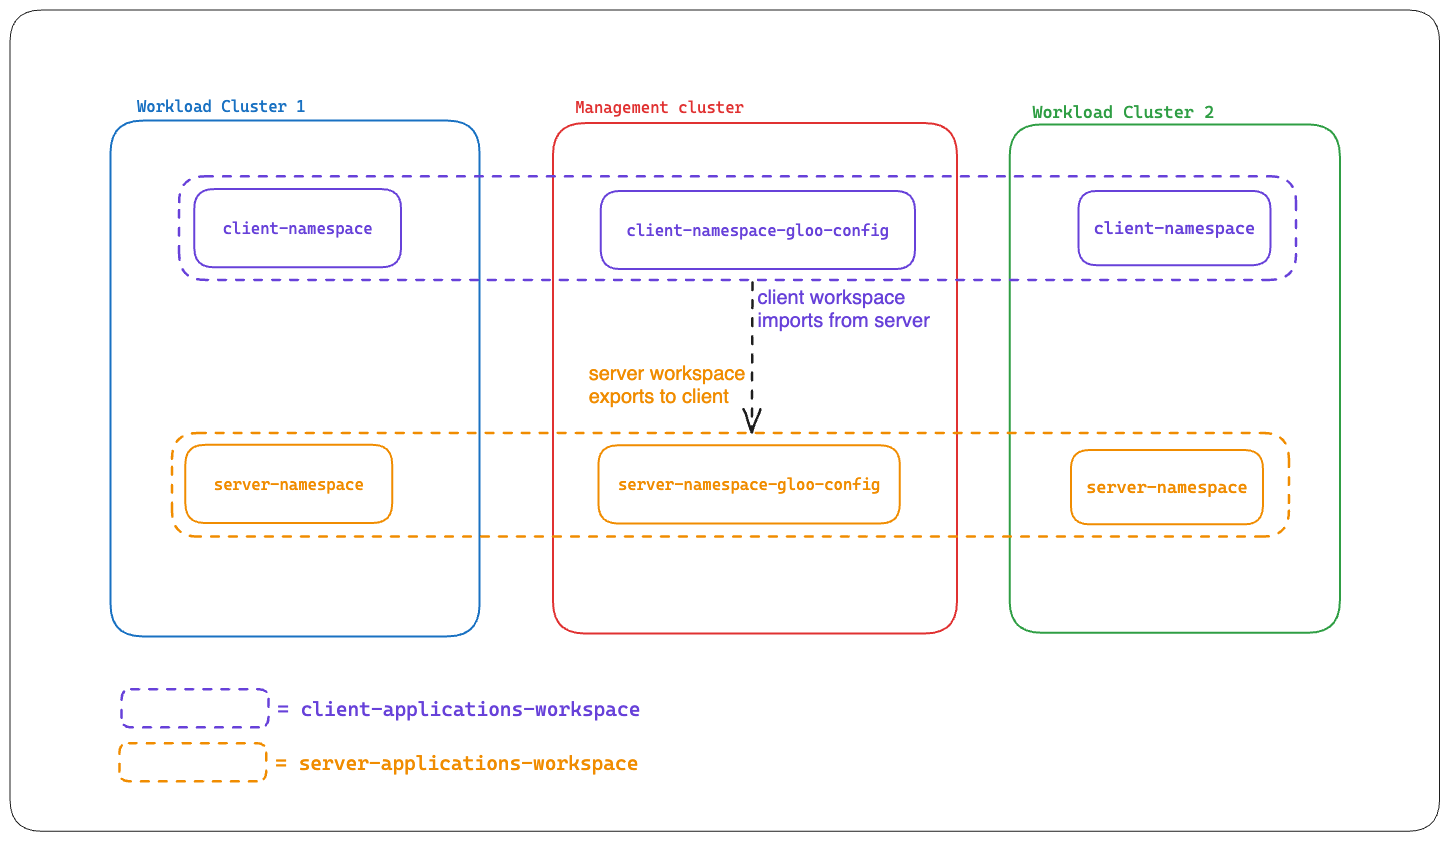 Workload Cluster 1
Management cluster
Workload Cluster 2
client-namespace
client-namespace-gloo-config
client-namespace
client workspace
imports from server
server workspace
exports to client
server-namespace
server-namespace-gloo-config
server-namespace
= client-applications-workspace
= server-applications-workspace